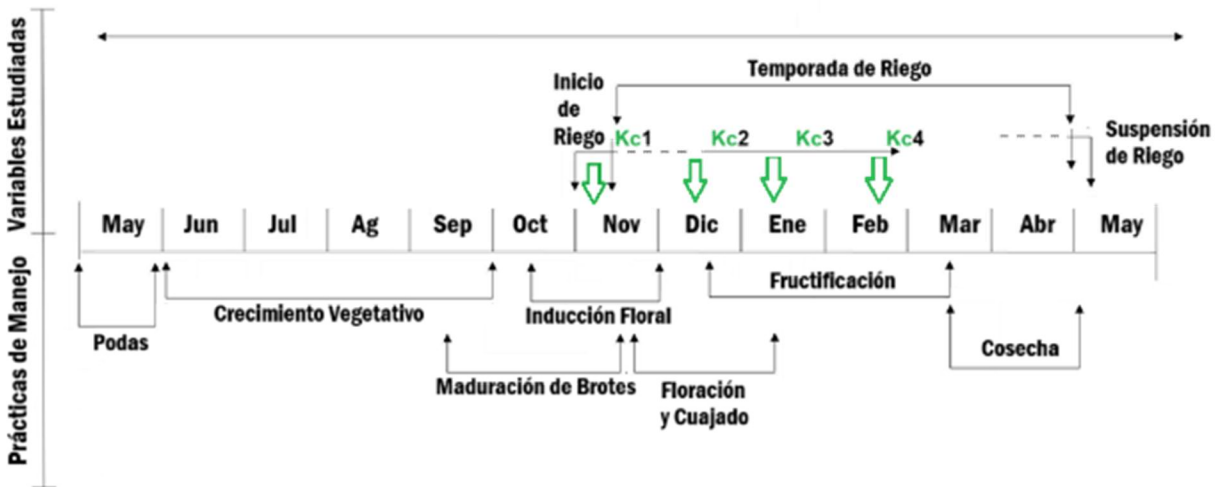 Variables Estudiadas
Temporada de Riego
Inicio
de
Riego
Kc1
Kc2
Kc3
Kc4
Suspensión
de Riego
May
Jun
Jul
Ag
Sep
Oct
Nov
Dic
Ene
Feb
Mar
Abr
May
Prácticas de Manejo
Podas
Crecimiento Vegetativo
Inducción Floral
Fructificación
Maduración de Brotes
Floración
y Cuajado
Cosecha